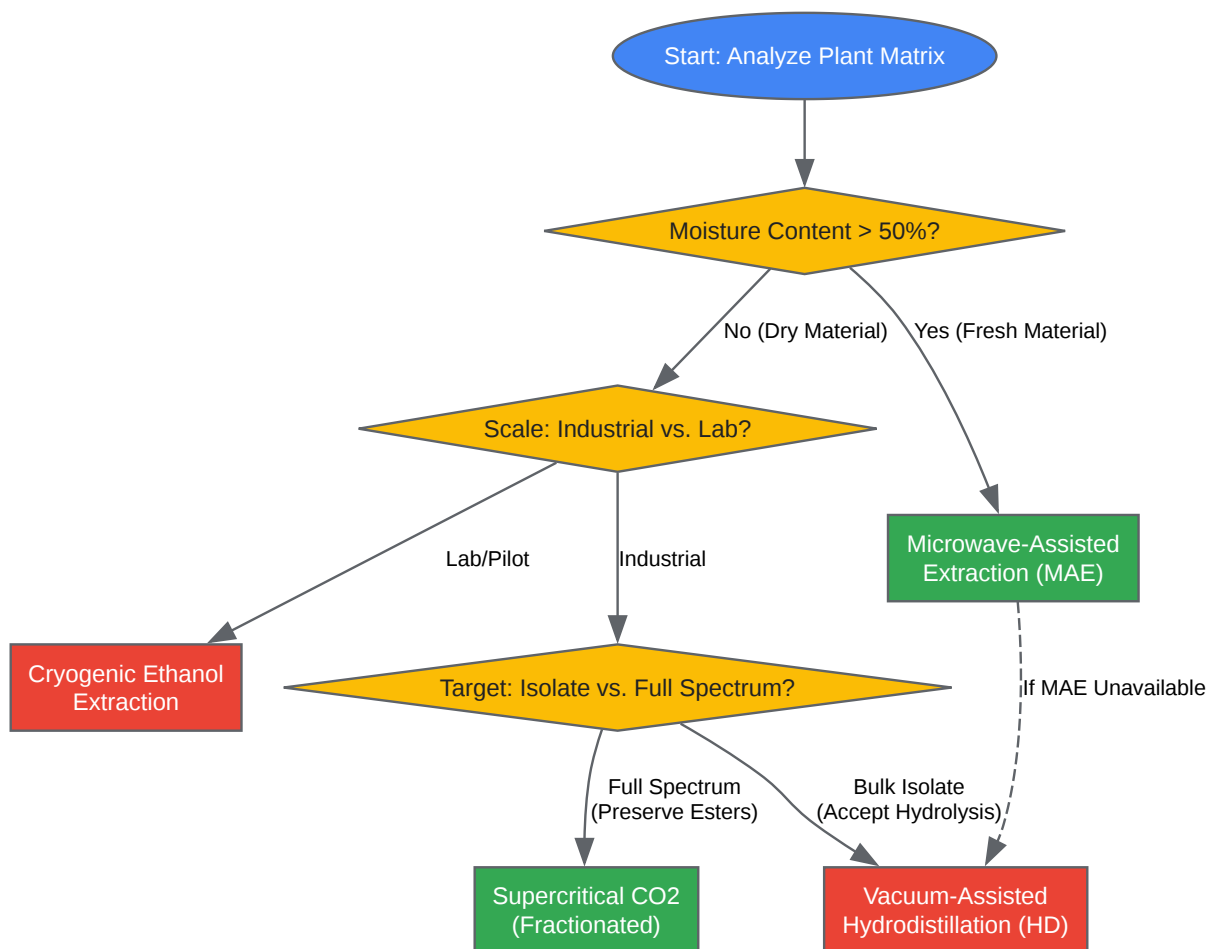 Start: Analyze Plant Matrix
Moisture Content > 50%?
No (Dry Material)
Yes (Fresh Material)
Scale: Industrial vs. Lab?
Lab/Pilot
Industrial
Microwave-Assisted
Extraction (MAE)
Cryogenic Ethanol
Extraction
Target: Isolate vs. Full Spectrum?
If MAE Unavailable
Full Spectrum
(Preserve Esters)
Bulk Isolate
(Accept Hydrolysis)
Supercritical CO2
(Fractionated)
Vacuum-Assisted
Hydrodistillation (HD)